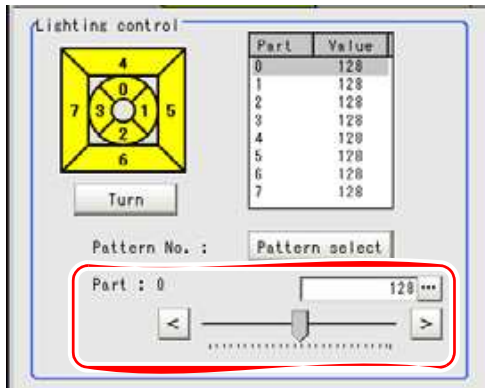 Lighting control
4
0
7 3 1 5
2
6
Turn
Part Value
0 128
1 128
2 128
3 128
4 128
5 128
6 128
7 128
Pattern No. : Pattern select
Part : 0 128 ...
< >